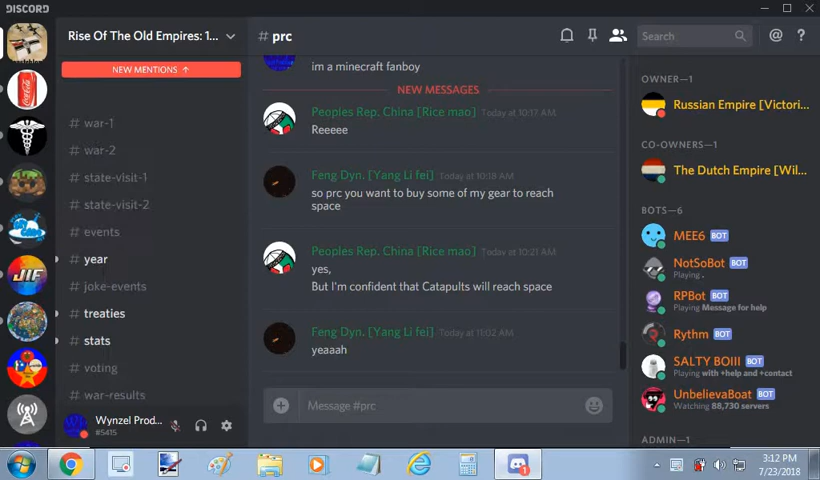 DISCORD
Rise Of The Old Empires: 1...
NEW MENTIONS ↑
# war-1
# war-2
# state-visit-1
# state-visit-2
# events
# year
# joke-events
# treaties
# stats
# voting
# war-results
Wynzel Prod...
#5415
# prc
Search
@ ?
im a minecraft fanboy
NEW MESSAGES
Peoples Rep. China [Rice mao] Today at 10:17 AM
Reeeee
Feng Dyn. [Yang Li fei] Today at 10:18 AM
so prc you want to buy some of my gear to reach
space
Peoples Rep. China [Rice mao] Today at 10:21 AM
yes,
But I'm confident that Catapults will reach space
Feng Dyn. [Yang Li fei] Today at 11:02 AM
yeaaah
Message #prc
OWNER—1
Russian Empire [Victori...
CO-OWNERS—1
The Dutch Empire [Wil...
BOTS—6
MEE6 BOT
NotSoBot BOT
Playing .
RPBot BOT
Playing Message for help
Rythm BOT
SALTY BOIII BOT
Playing with +help and +contact
UnbelievaBoat BOT
Watching 88,730 servers
ADMIN—1
JIF
1
3:12 PM
7/23/2018